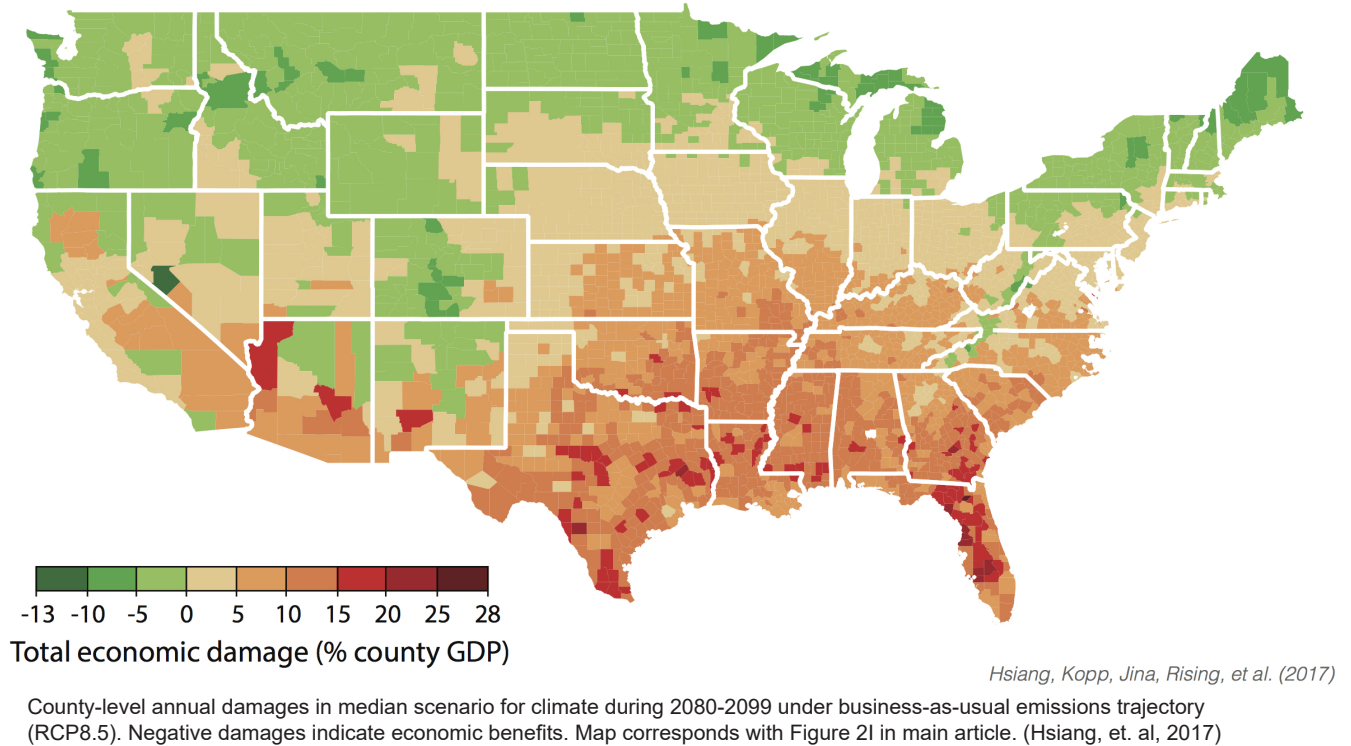 -13 -10 -5 0 5 10 15 20 25 28
Total economic damage (% county GDP)
Hsiang, Kopp, Jina, Rising, et al. (2017)
County-level annual damages in median scenario for climate during 2080-2099 under business-as-usual emissions trajectory
(RCP8.5). Negative damages indicate economic benefits. Map corresponds with Figure 2I in main article. (Hsiang, et. al, 2017)